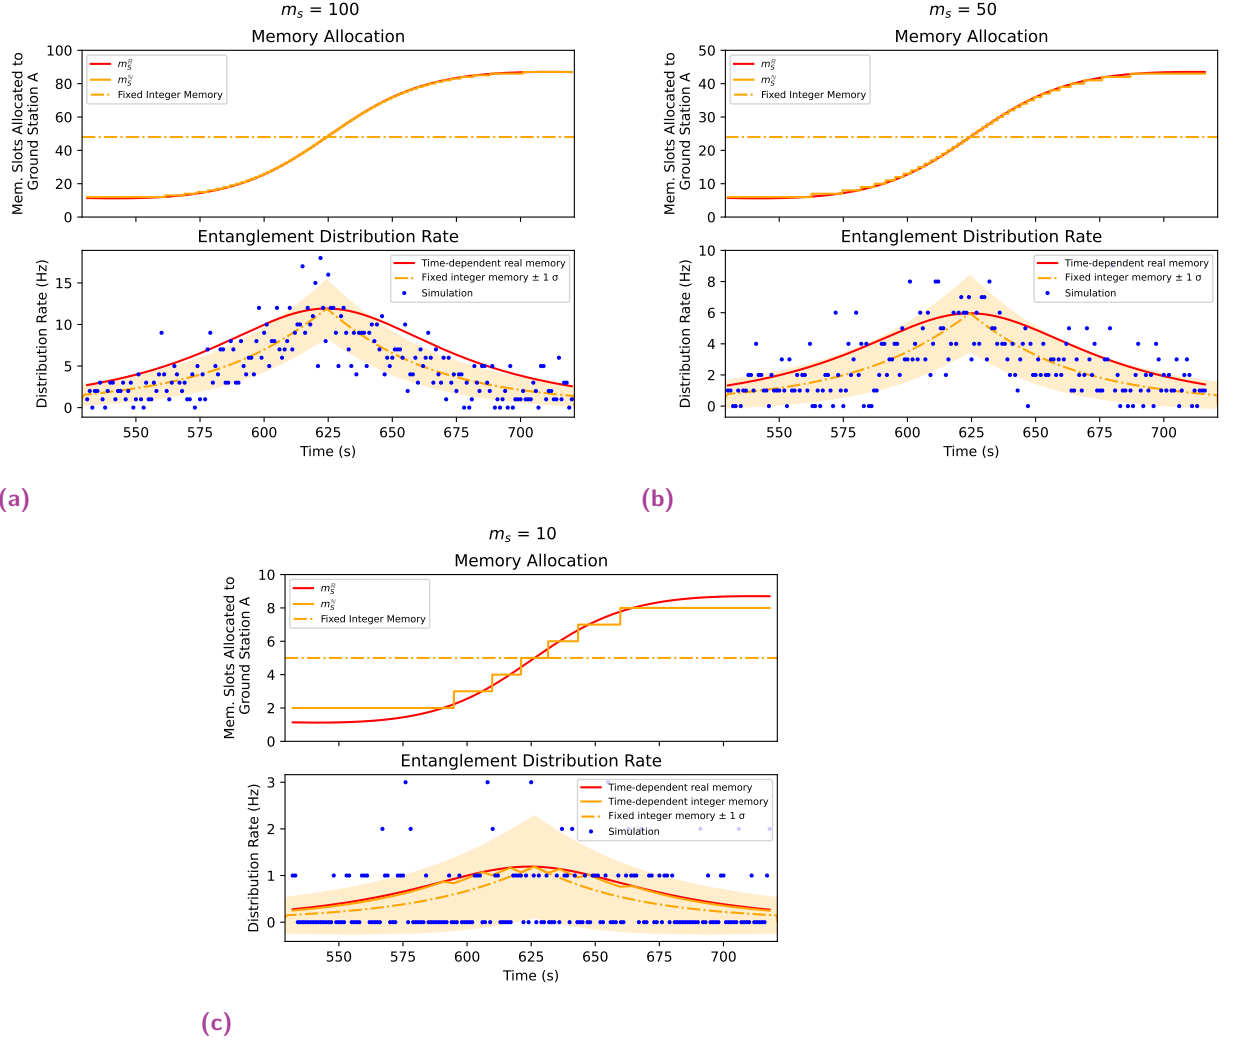 mₛ = 100
Memory Allocation
Mem. Slots Allocated to
Ground Station A
100
80
60
40
20
0
m_S^ℝ
m_S^ℕ
Fixed Integer Memory
Entanglement Distribution Rate
Distribution Rate (Hz)
15
10
5
0
Time-dependent real memory
Fixed integer memory ± 1 σ
Simulation
550 575 600 625 650 675 700
Time (s)
(a)
mₛ = 50
Memory Allocation
Mem. Slots Allocated to
Ground Station A
50
40
30
20
10
0
m_S^ℝ
m_S^ℕ
Fixed Integer Memory
Entanglement Distribution Rate
Distribution Rate (Hz)
10
8
6
4
2
0
Time-dependent real memory
Fixed integer memory ± 1 σ
Simulation
550 575 600 625 650 675 700
Time (s)
(b)
mₛ = 10
Memory Allocation
Mem. Slots Allocated to
Ground Station A
10
8
6
4
2
0
m_S^ℝ
m_S^ℕ
Fixed Integer Memory
Entanglement Distribution Rate
Distribution Rate (Hz)
3
2
1
0
Time-dependent real memory
Time-dependent integer memory
Fixed integer memory ± 1 σ
Simulation
550 575 600 625 650 675 700
Time (s)
(c)